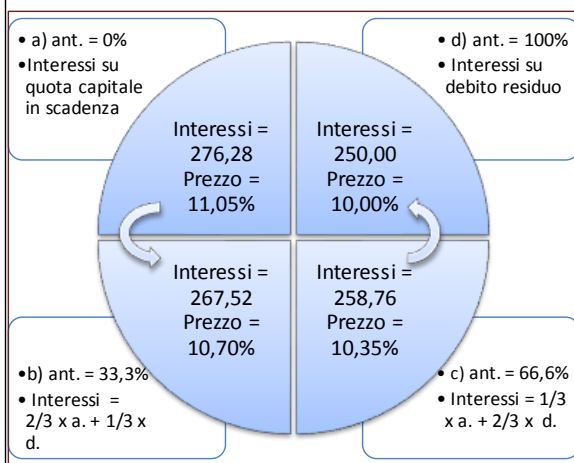 • a) ant. = 0%
• Interessi su
quota capitale
in scadenza
• d) ant. = 100%
• Interessi su
debito residuo
Interessi =
276,28
Prezzo =
11,05%
Interessi =
250,00
Prezzo =
10,00%
Interessi =
267,52
Prezzo =
10,70%
Interessi =
258,76
Prezzo =
10,35%
• b) ant. = 33,3%
• Interessi =
2/3 x a. + 1/3 x
d.
• c) ant. = 66,6%
• Interessi = 1/3
x a. + 2/3 x d.